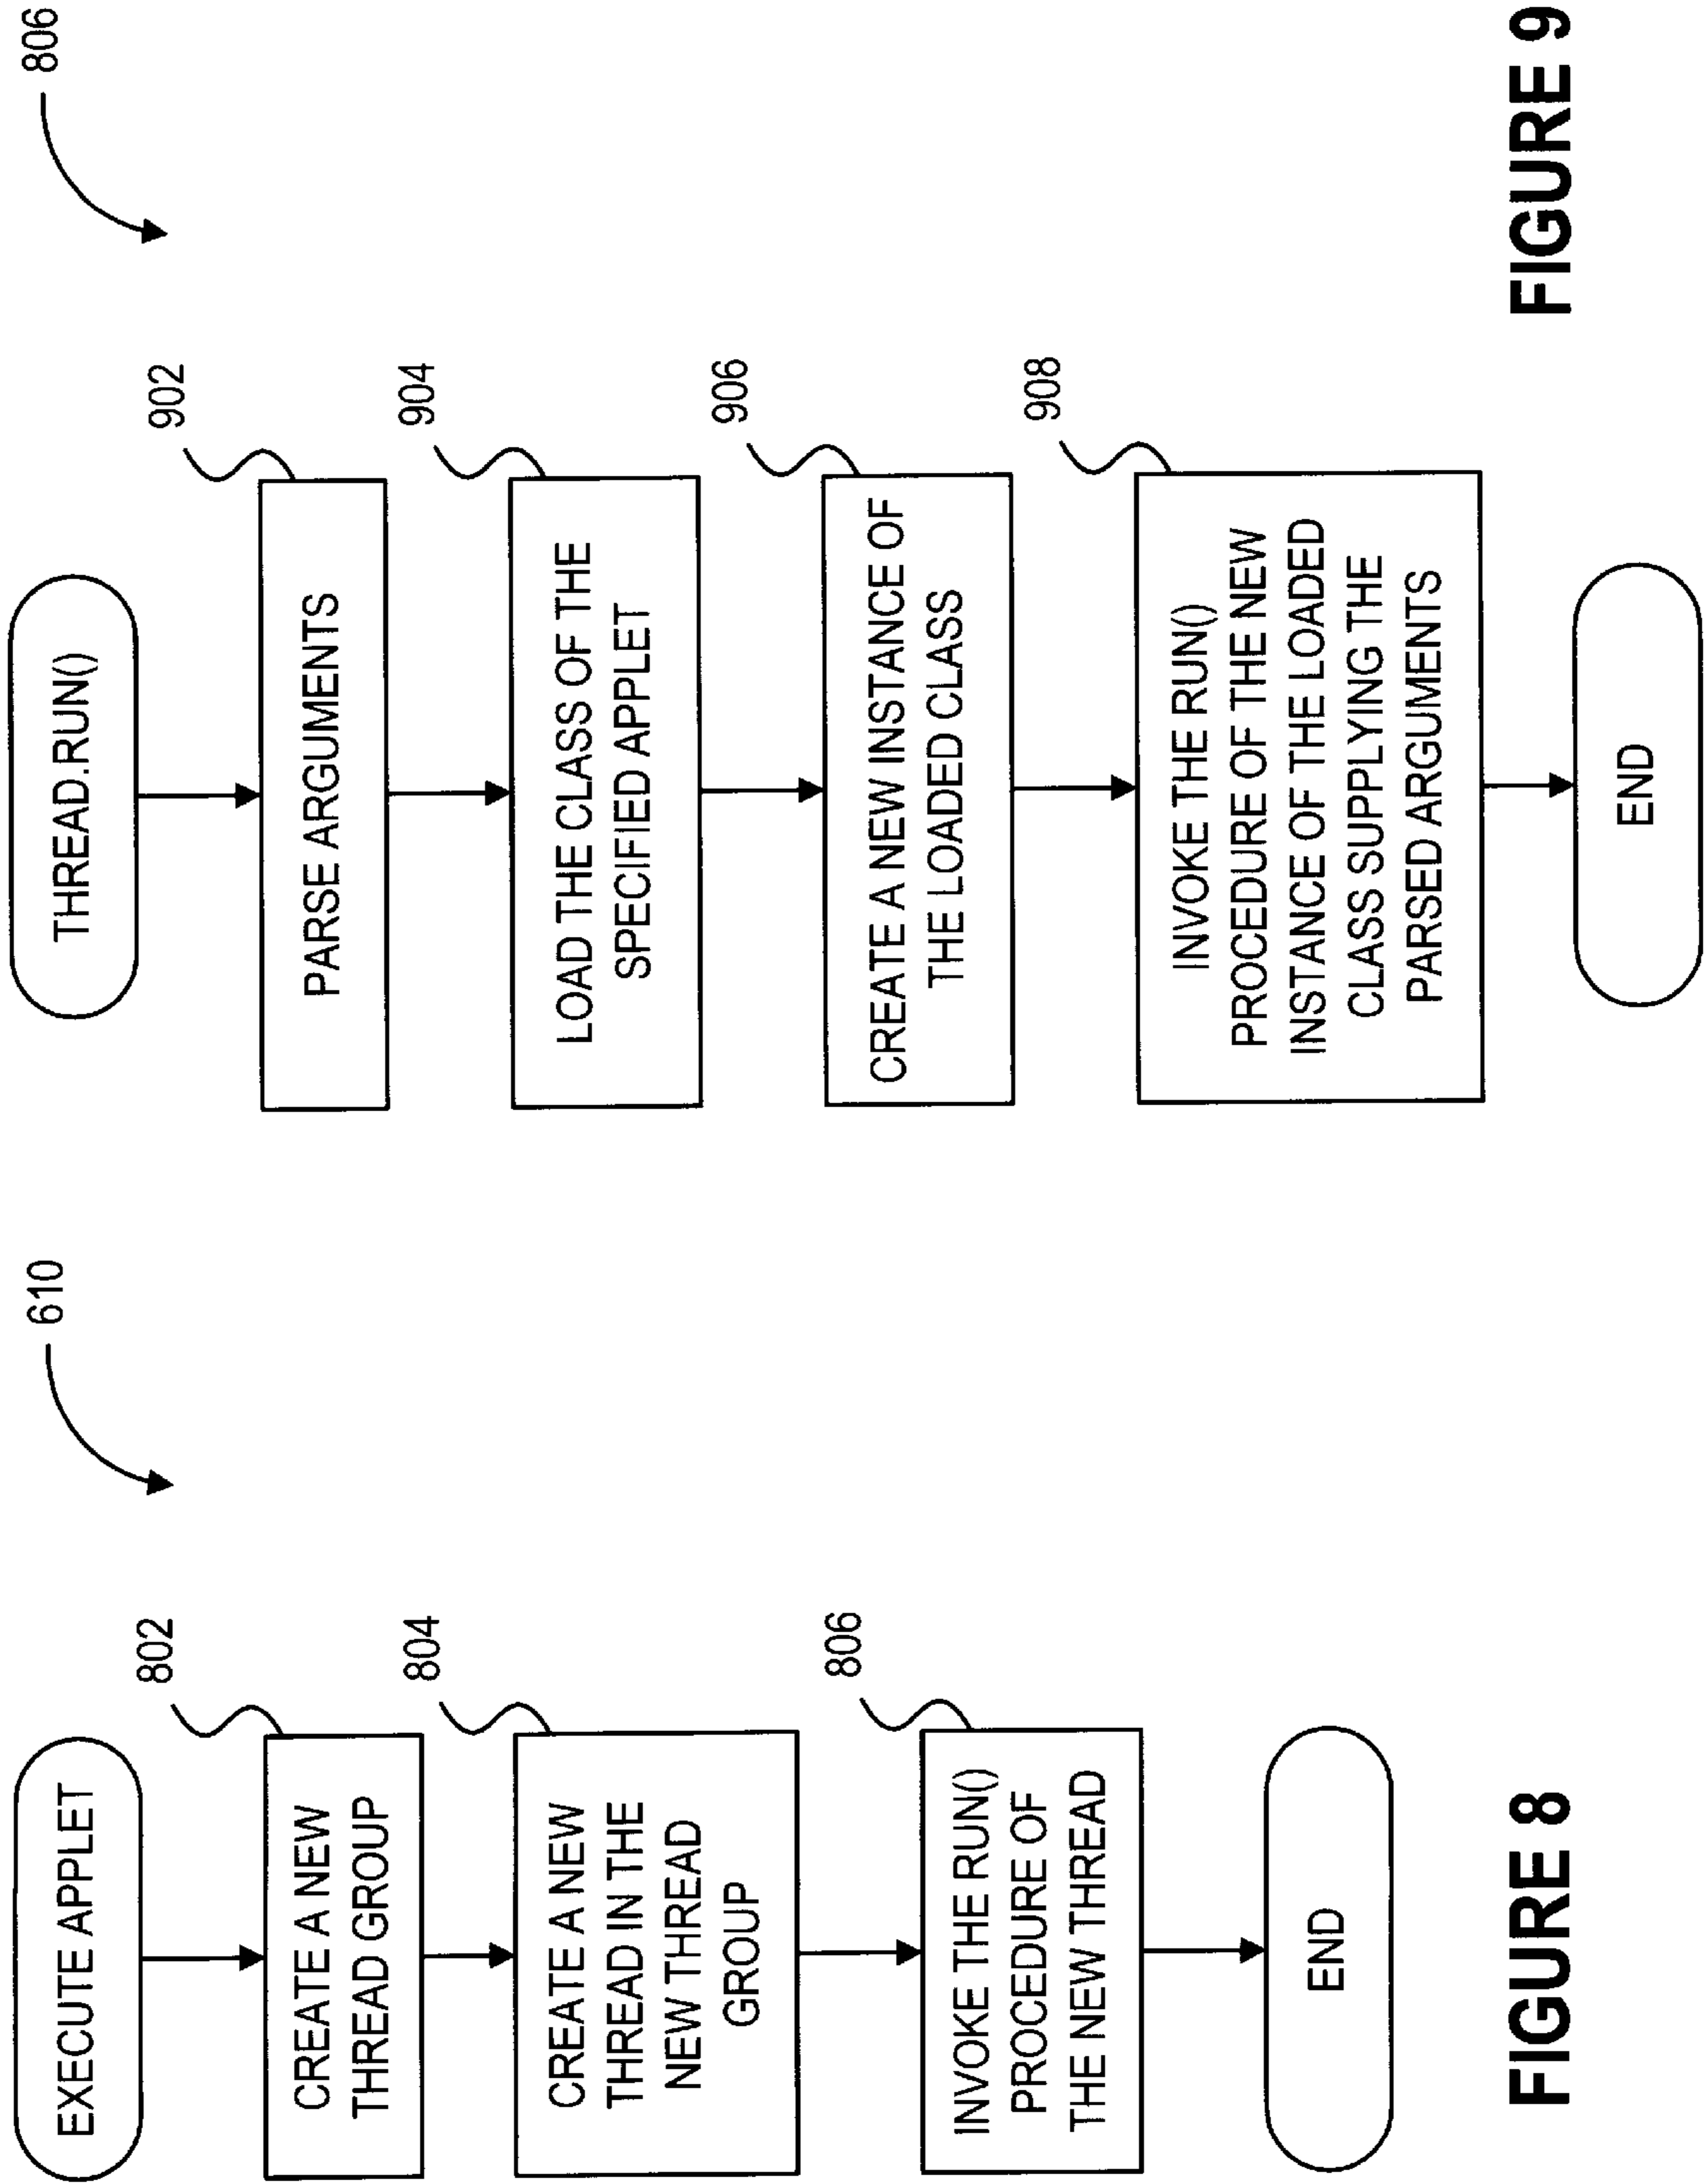 610
EXECUTE APPLET
802
CREATE A NEW
THREAD GROUP
804
CREATE A NEW
THREAD IN THE
NEW THREAD
GROUP
806
INVOKE THE RUN()
PROCEDURE OF
THE NEW THREAD
END
FIGURE 8
806
THREAD.RUN()
902
PARSE ARGUMENTS
904
LOAD THE CLASS OF THE
SPECIFIED APPLET
906
CREATE A NEW INSTANCE OF
THE LOADED CLASS
908
INVOKE THE RUN()
PROCEDURE OF THE NEW
INSTANCE OF THE LOADED
CLASS SUPPLYING THE
PARSED ARGUMENTS
END
FIGURE 9